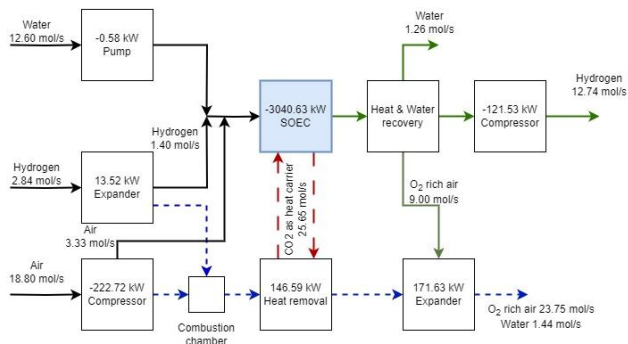 Water
12.60 mol/s
-0.58 kW
Pump
Water
1.26 mol/s
-3040.63 kW
SOEC
Heat & Water
recovery
-121.53 kW
Compressor
Hydrogen
12.74 mol/s
Hydrogen
1.40 mol/s
Hydrogen
2.84 mol/s
13.52 kW
Expander
CO2 as heat carrier
25.65 mol/s
O2 rich air
9.00 mol/s
Air
3.33 mol/s
Air
18.80 mol/s
-222.72 kW
Compressor
Combustion
chamber
146.59 kW
Heat removal
171.63 kW
Expander
O2 rich air 23.75 mol/s
Water 1.44 mol/s